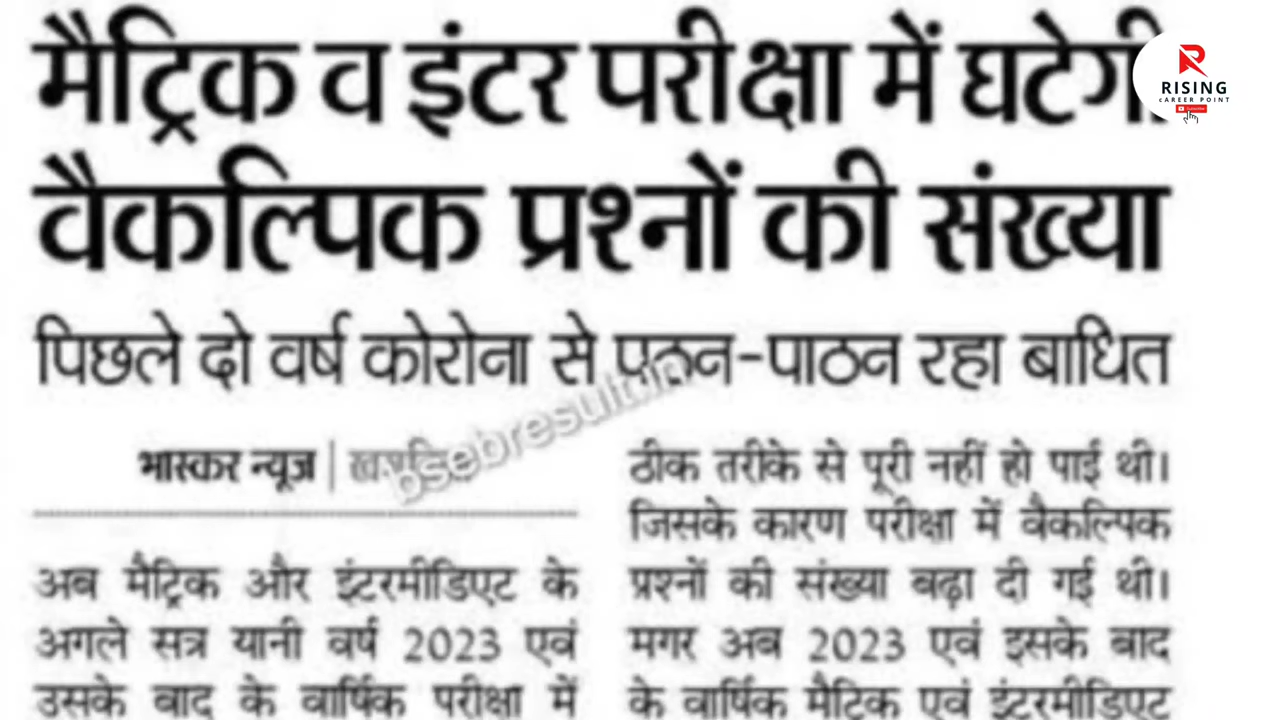 मैट्रिक व इंटर परीक्षा में घटेगी
वैकल्पिक प्रश्नों की संख्या
पिछले दो वर्ष कोरोना से पठन-पाठन रहा बाधित
भास्कर न्यूज |
bsebresult.in
अब मैट्रिक और इंटरमीडिएट के
अगले सत्र यानी वर्ष 2023 एवं
उसके बाद के वार्षिक परीक्षा में
ठीक तरीके से पूरी नहीं हो पाई थी।
जिसके कारण परीक्षा में वैकल्पिक
प्रश्नों की संख्या बढ़ा दी गई थी।
मगर अब 2023 एवं इसके बाद
के वार्षिक मैट्रिक एवं इंटरमीडिएट
RISING
CAREER POINT